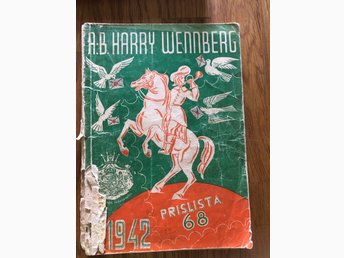 A.B. HARRY WENNBERG
PRISLISTA
68
1942